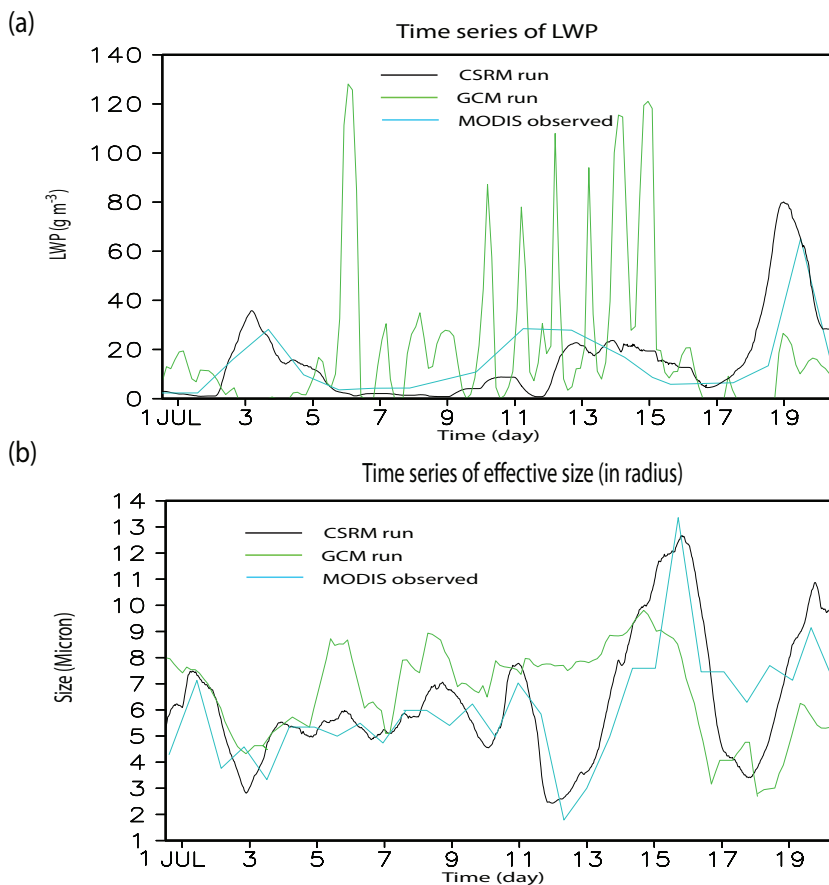 (a)
Time series of LWP
CSRM run
GCM run
MODIS observed
LWP (g m⁻³)
140
120
100
80
60
40
20
0
1 JUL 3 5 7 9 11 13 15 17 19
Time (day)
(b)
Time series of effective size (in radius)
CSRM run
GCM run
MODIS observed
Size (Micron)
14
13
12
11
10
9
8
7
6
5
4
3
2
1
1 JUL 3 5 7 9 11 13 15 17 19
Time (day)